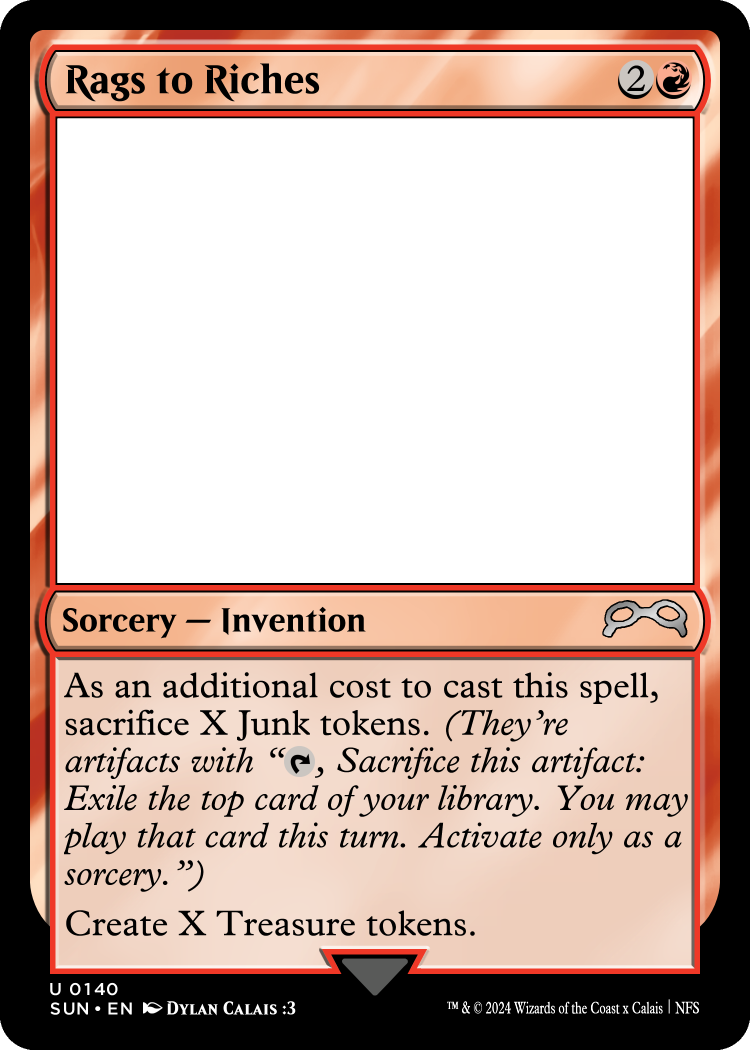 Rags to Riches 2
Sorcery — Invention
As an additional cost to cast this spell,
sacrifice X Junk tokens. (They're
artifacts with “, Sacrifice this artifact:
Exile the top card of your library. You may
play that card this turn. Activate only as a
sorcery.”)
Create X Treasure tokens.
U 0140
SUN • EN Dylan Calais :3
™ & © 2024 Wizards of the Coast x Calais | NFS